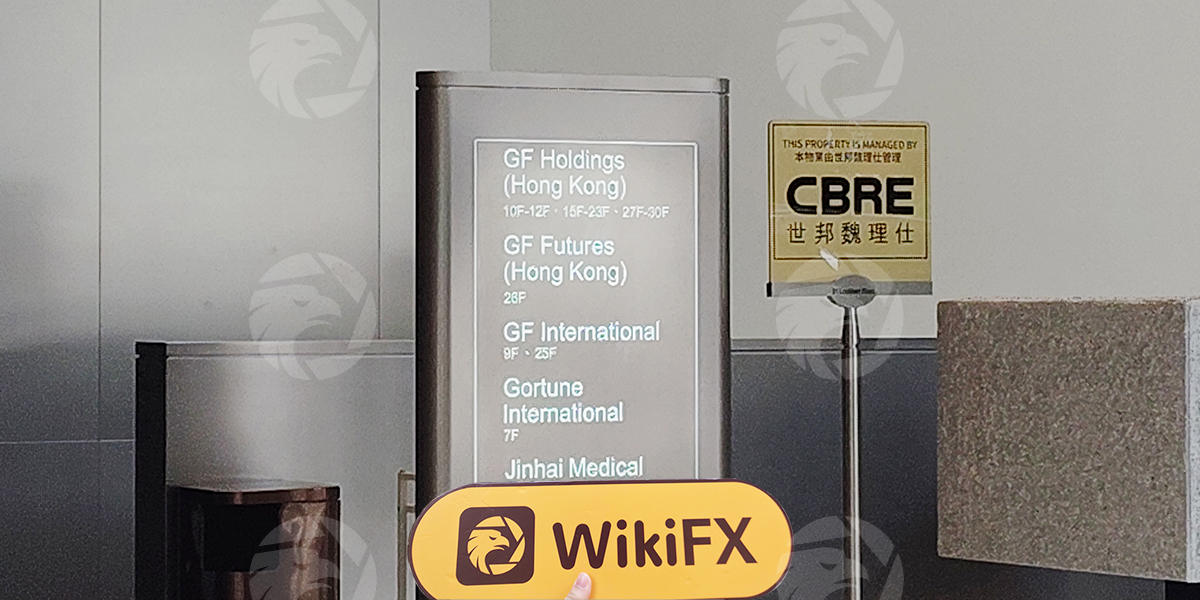 GF Holdings
(Hong Kong)
10F-12F、15F-23F、27F-30F
GF Futures
(Hong Kong)
26F
GF International
9F、25F
Gortune
International
7F
Jinhai Medical
THIS PROPERTY IS MANAGED BY
本物業由世邦魏理仕管理
CBRE
世邦魏理仕
WikiFX